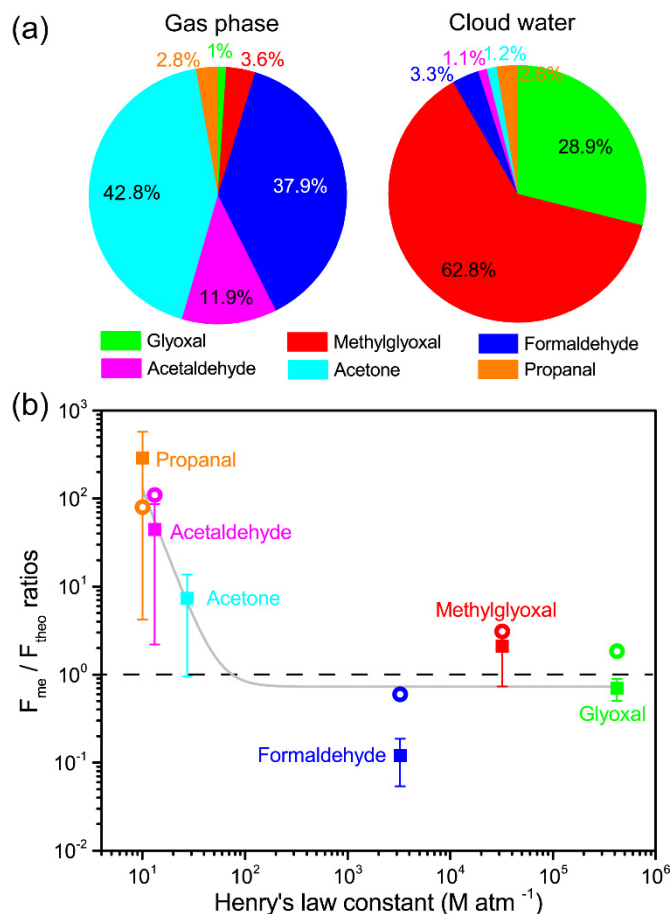 (a)
Gas phase
Cloud water
2.8%
1%
3.6%
37.9%
11.9%
42.8%
3.3%
1.1%
1.2%
2.6%
28.9%
62.8%
Glyoxal
Methylglyoxal
Formaldehyde
Acetaldehyde
Acetone
Propanal
(b)
10³
10²
10¹
10⁰
10⁻¹
10⁻²
F_me / F_theo ratios
Propanal
Acetaldehyde
Acetone
Formaldehyde
Methylglyoxal
Glyoxal
10¹
10²
10³
10⁴
10⁵
10⁶
Henry's law constant (M atm ⁻¹)